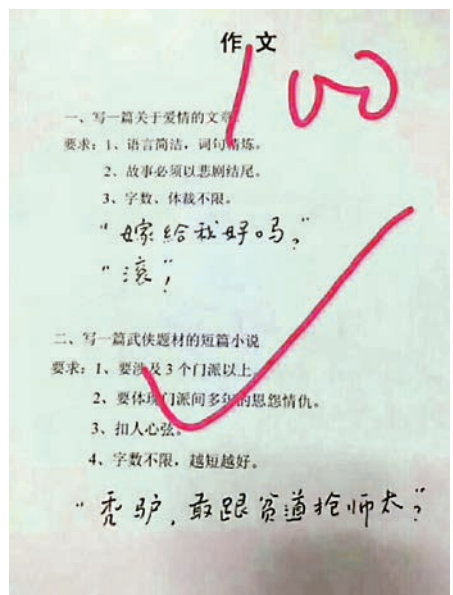 作文
100
一、写一篇关于爱情的文章。
要求：1、语言简洁，词句精炼。
2、故事必须以悲剧结尾。
3、字数、体裁不限。
“嫁给我好吗？”
“滚”！
二、写一篇武侠题材的短篇小说
要求：1、要涉及3个门派以上。
2、要体现门派间多年的恩怨情仇。
3、扣人心弦。
4、字数不限，越短越好。
“秃驴，敢跟贫道抢师太？”